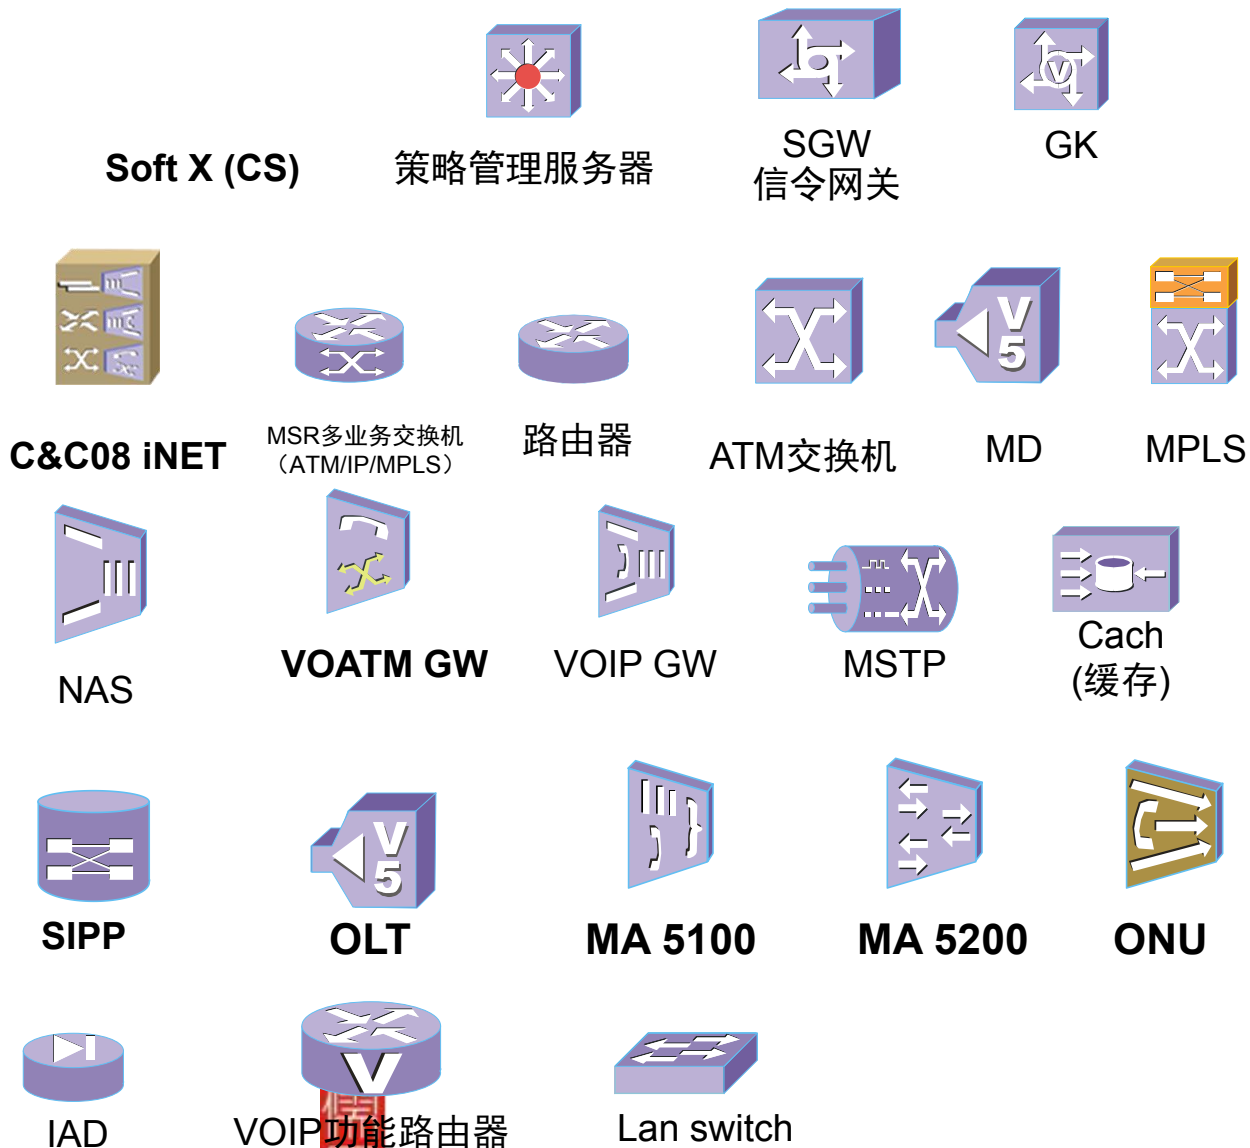 Soft X (CS)
策略管理服务器
SGW
信令网关
GK
C&C08 iNET
MSR多业务交换机
（ATM/IP/MPLS）
路由器
ATM交换机
V
5
MD
MPLS
NAS
VOATM GW
VOIP GW
MSTP
Cach
(缓存)
SIPP
V
5
OLT
MA 5100
MA 5200
ONU
IAD
V
VOIP功能路由器
Lan switch
V